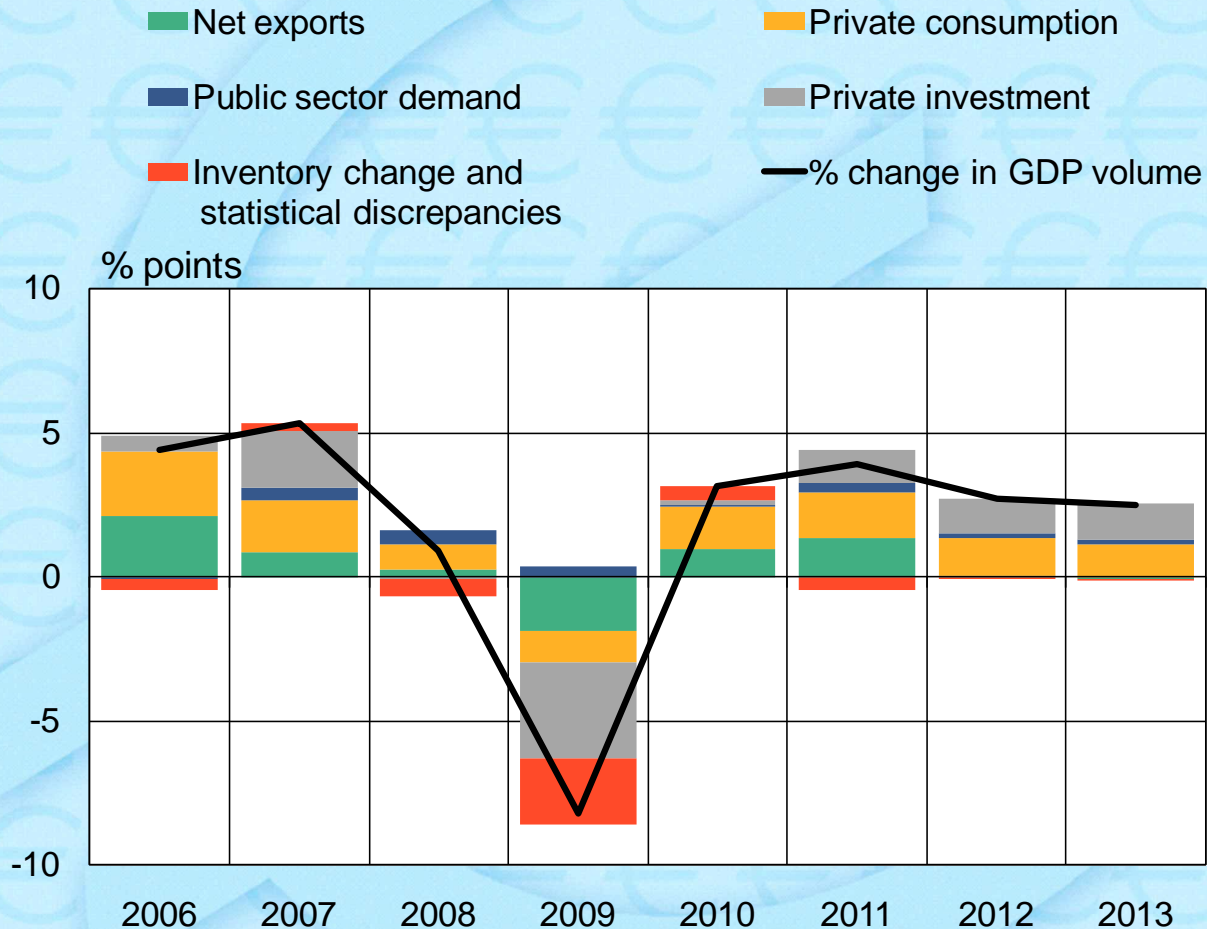 Net exports
Private consumption
Public sector demand
Private investment
Inventory change and
statistical discrepancies
% change in GDP volume
% points
10
5
0
-5
-10
2006 2007 2008 2009 2010 2011 2012 2013